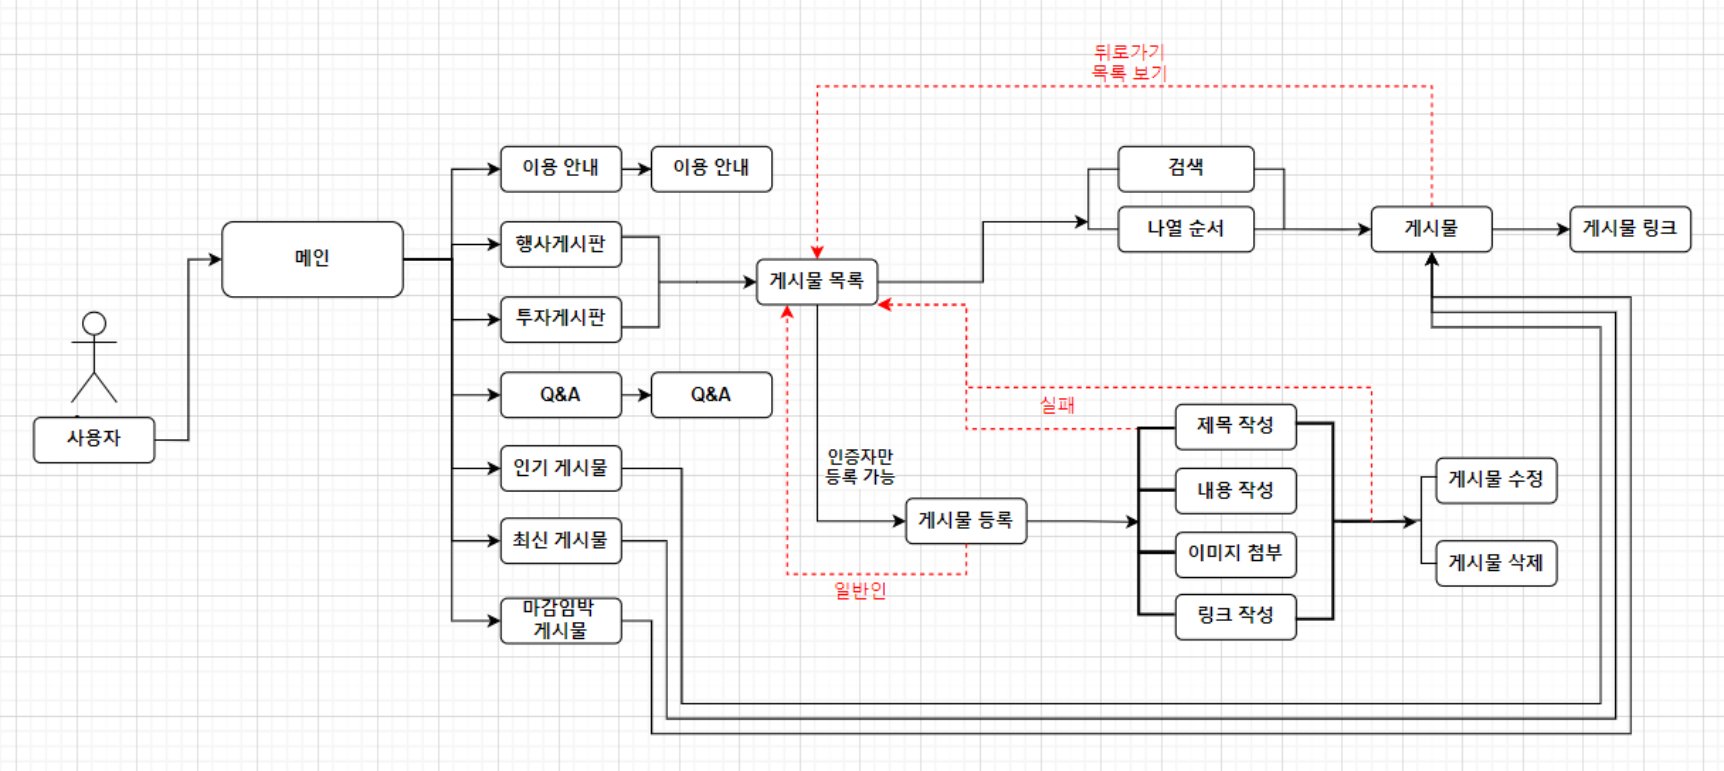 뒤로가기
목록 보기
이용 안내
이용 안내
검색
나열 순서
게시물
게시물 링크
메인
행사게시판
게시물 목록
투자게시판
Q&A
Q&A
실패
사용자
제목 작성
인기 게시물
인증자만
등록 가능
게시물 수정
내용 작성
최신 게시물
게시물 등록
이미지 첨부
게시물 삭제
일반인
마감임박
게시물
링크 작성